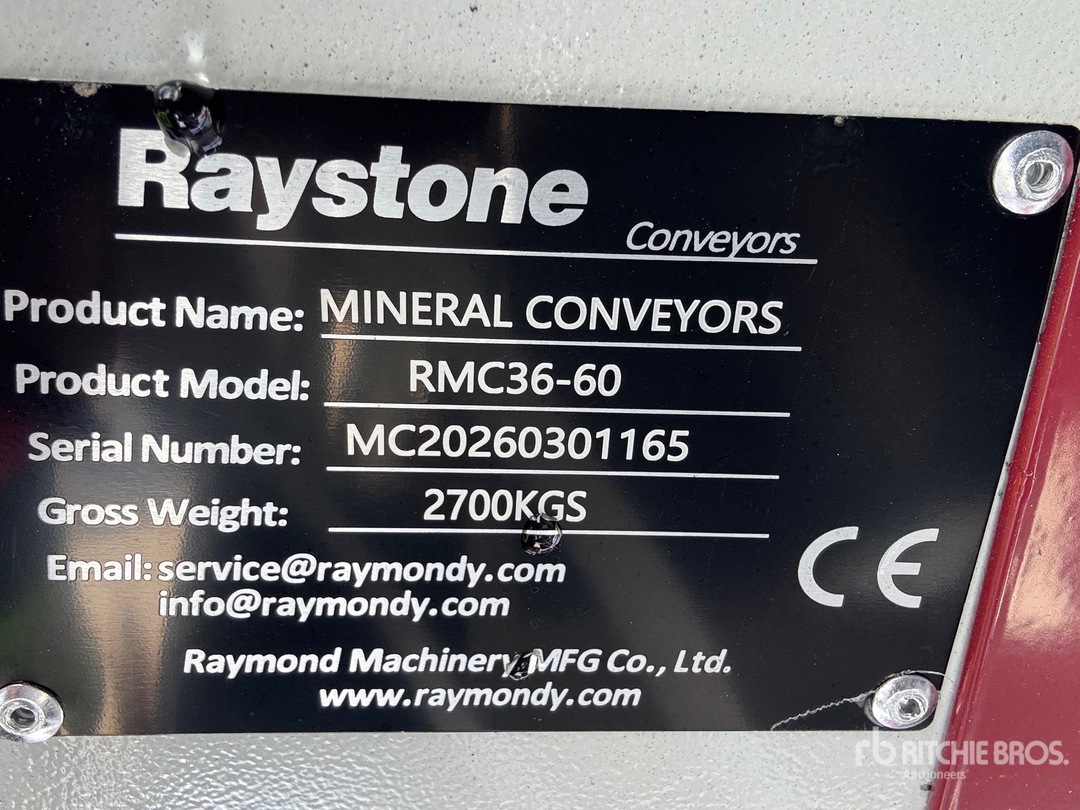 Raystone
Conveyors
Product Name: MINERAL CONVEYORS
Product Model: RMC36-60
Serial Number: MC20260301165
Gross Weight: 2700KGS
Email: service@raymondy.com
info@raymondy.com
CE
Raymond Machinery MFG Co., Ltd.
www.raymondy.com
rb RITCHIE BROS.
Auctioneers